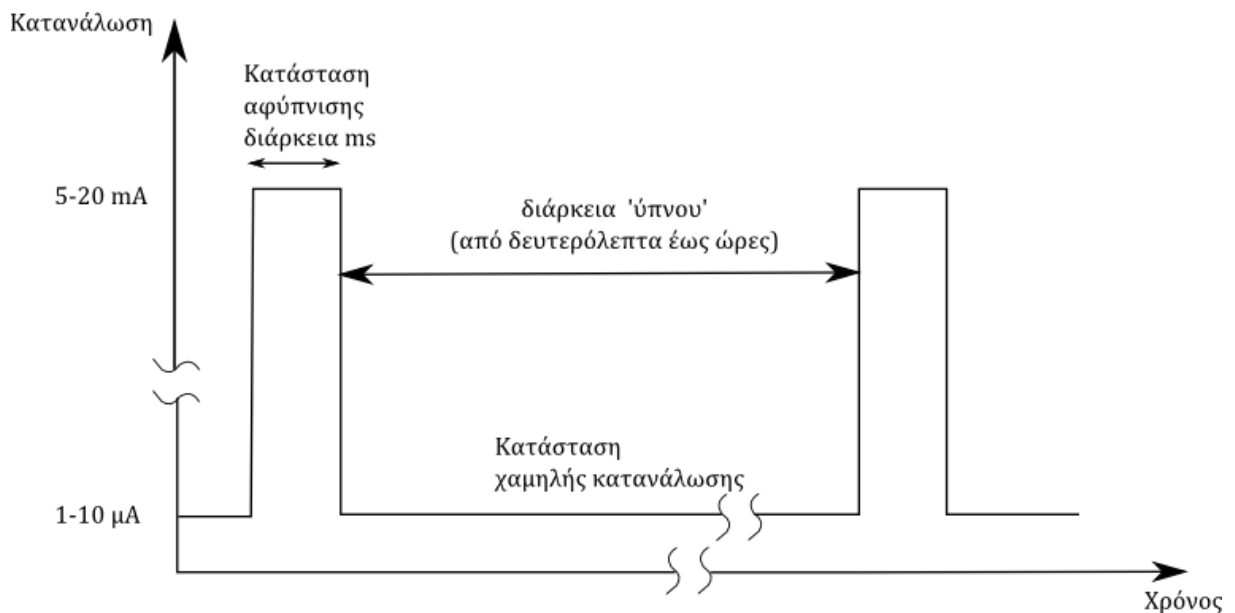 Κατανάλωση
Κατάσταση
αφύπνισης
διάρκεια ms
5-20 mA
διάρκεια 'ύπνου'
(από δευτερόλεπτα έως ώρες)
Κατάσταση
χαμηλής κατανάλωσης
1-10 μA
Χρόνος